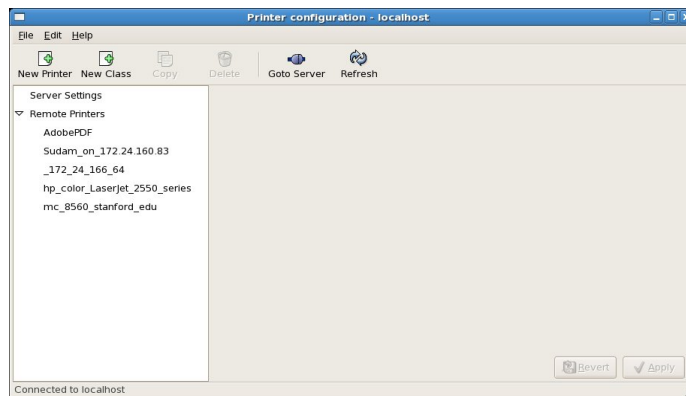 Printer configuration - localhost
File Edit Help
New Printer New Class Copy Delete Goto Server Refresh
Server Settings
Remote Printers
AdobePDF
Sudam_on_172.24.160.83
_172_24_166_64
hp_color_LaserJet_2550_series
mc_8560_stanford_edu
Revert Apply
Connected to localhost